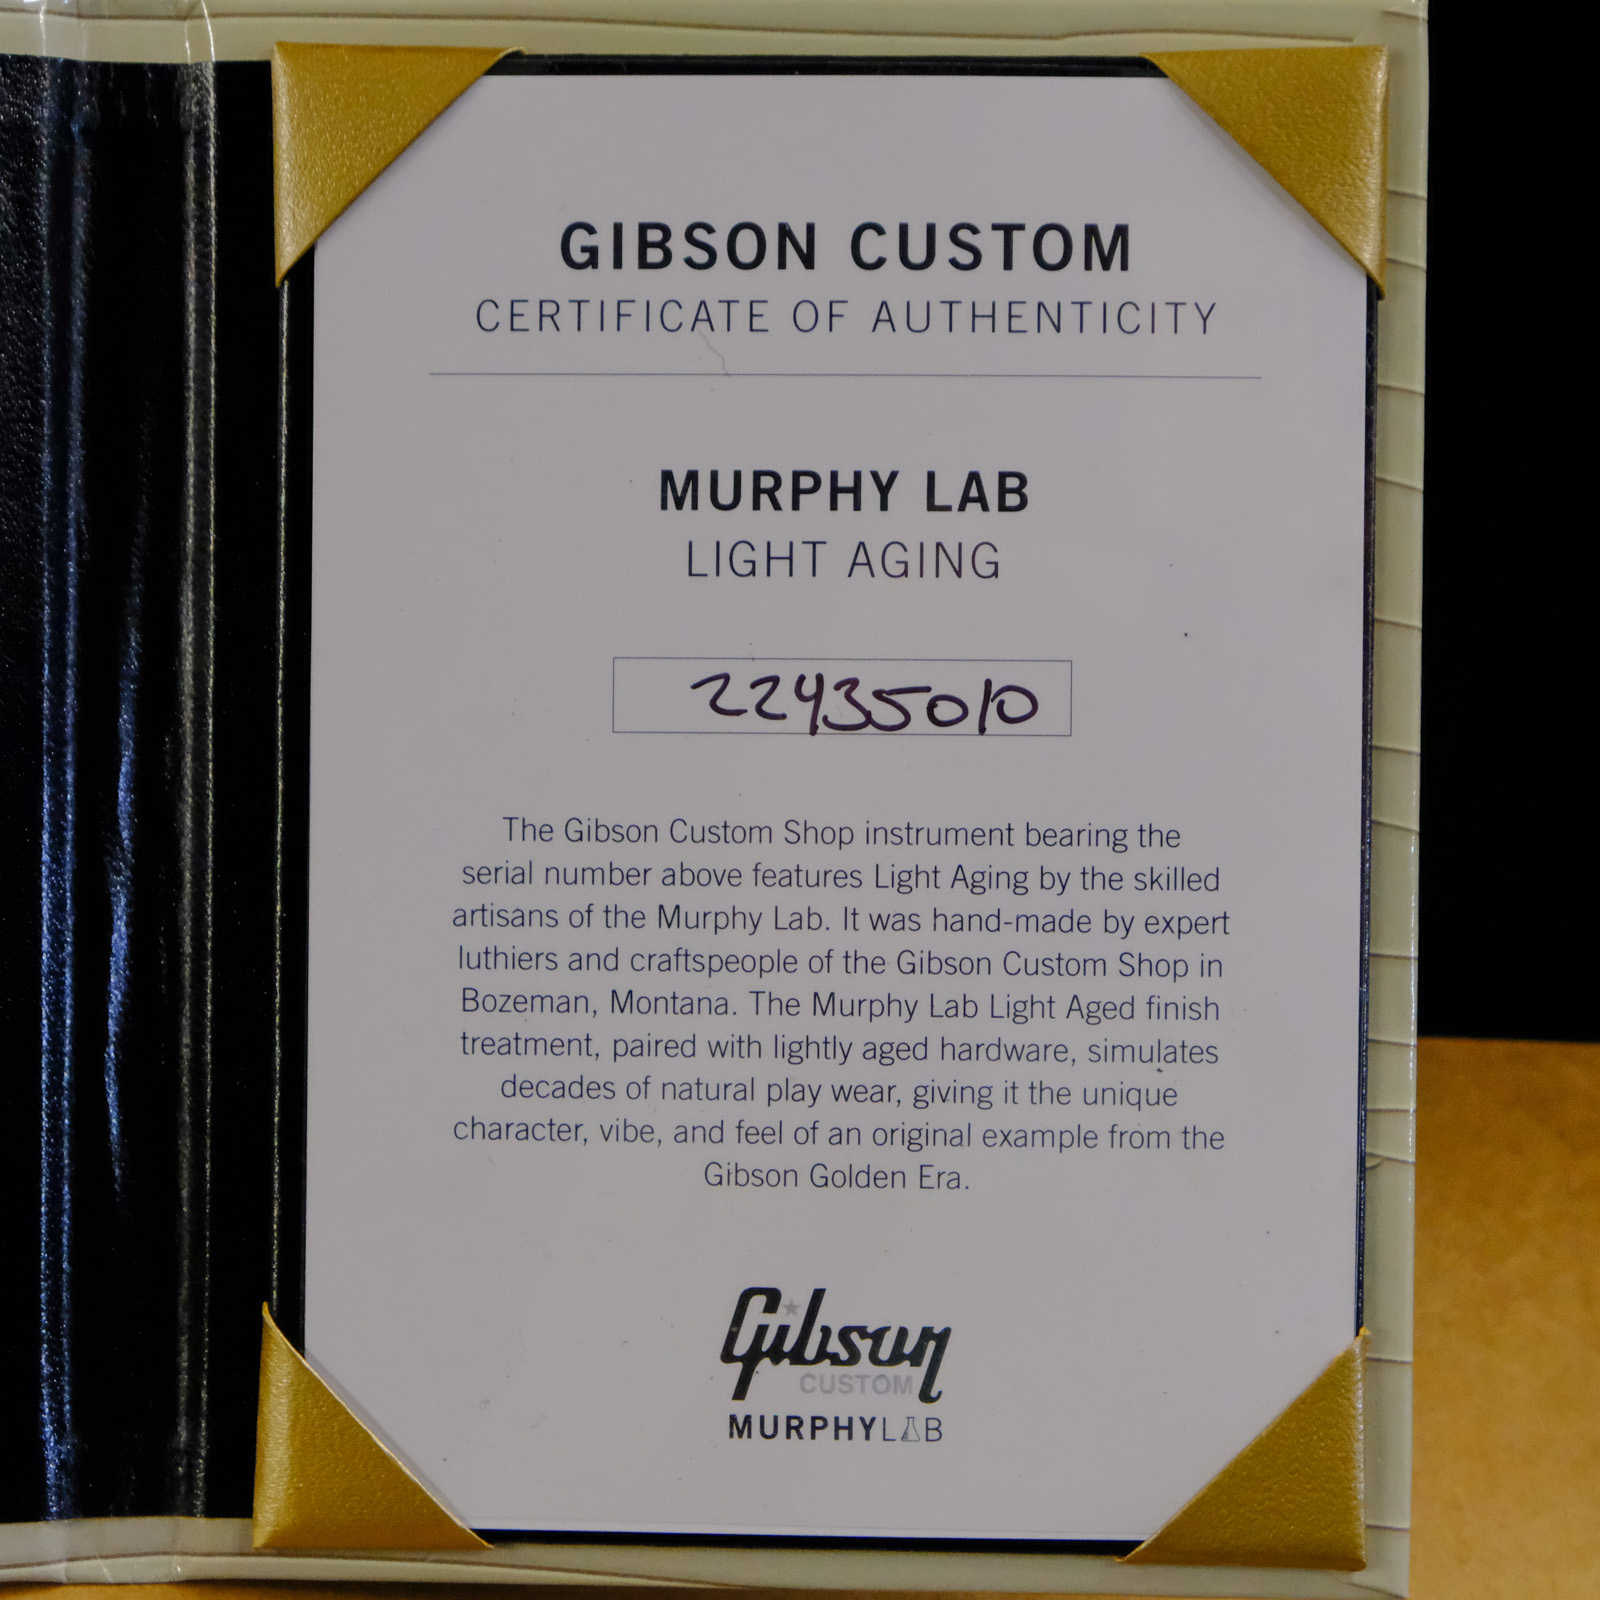 GIBSON CUSTOM
CERTIFICATE OF AUTHENTICITY
MURPHY LAB
LIGHT AGING
22435010
The Gibson Custom Shop instrument bearing the
serial number above features Light Aging by the skilled
artisans of the Murphy Lab. It was hand-made by expert
luthiers and craftspeople of the Gibson Custom Shop in
Bozeman, Montana. The Murphy Lab Light Aged finish
treatment, paired with lightly aged hardware, simulates
decades of natural play wear, giving it the unique
character, vibe, and feel of an original example from the
Gibson Golden Era.
Gibson
CUSTOM
MURPHYLAB